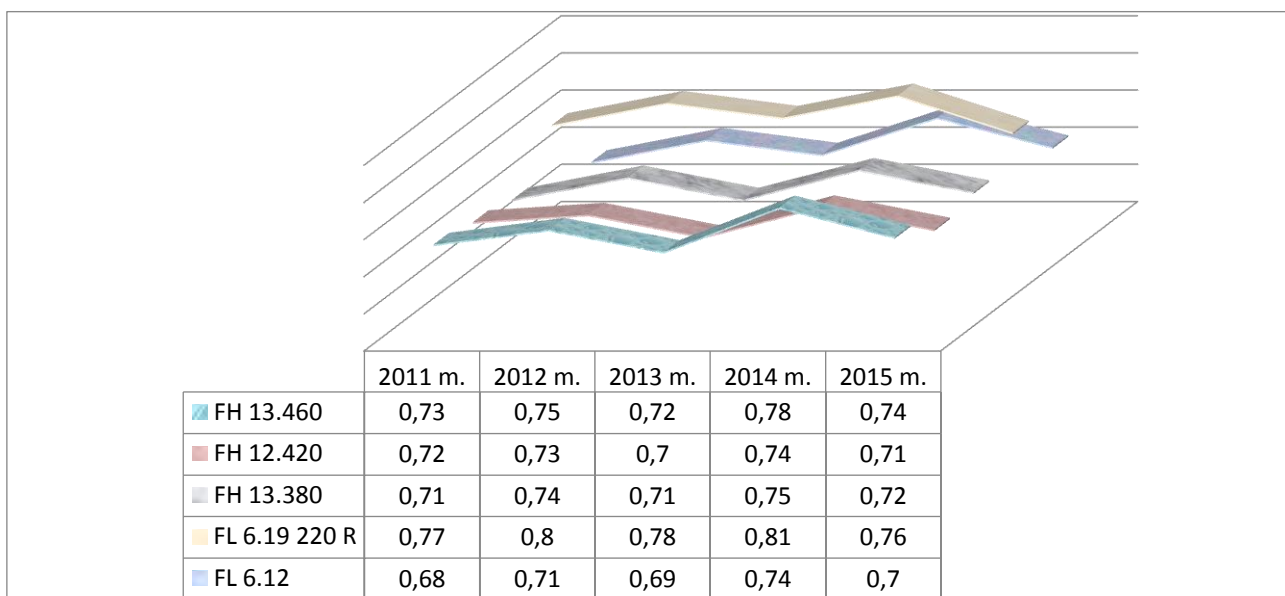 2011 m. 2012 m. 2013 m. 2014 m. 2015 m.
FH 13.460 0,73 0,75 0,72 0,78 0,74
FH 12.420 0,72 0,73 0,7 0,74 0,71
FH 13.380 0,71 0,74 0,71 0,75 0,72
FL 6.19 220 R 0,77 0,8 0,78 0,81 0,76
FL 6.12 0,68 0,71 0,69 0,74 0,7